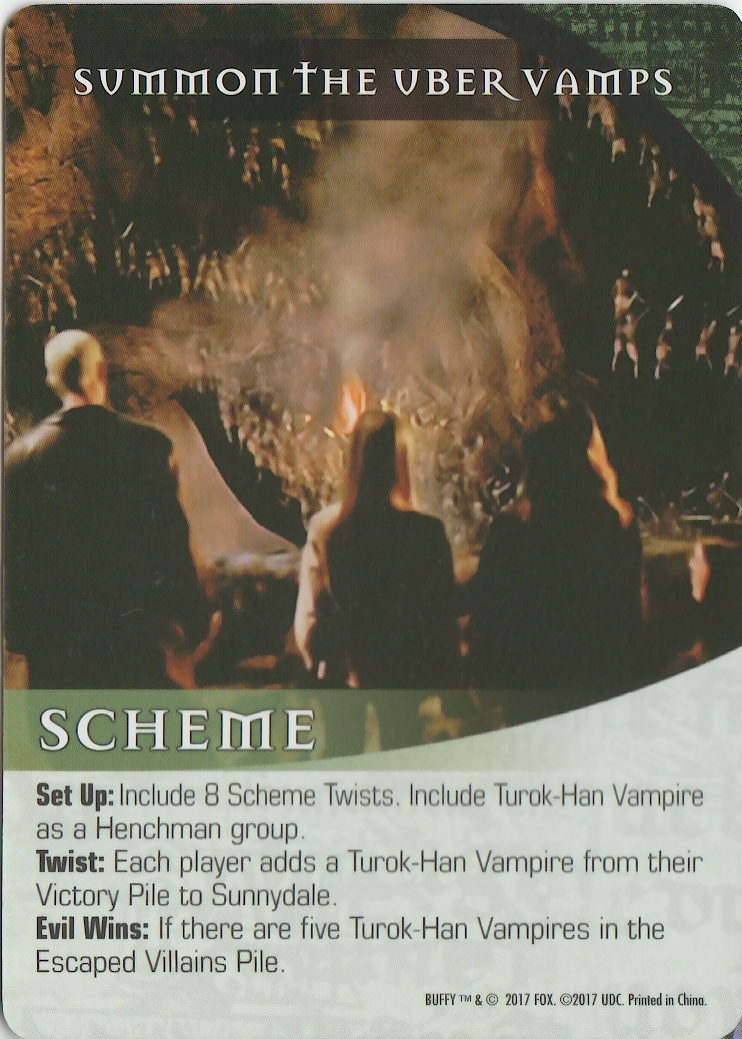 SUMMON THE UBER VAMPS
SCHEME
Set Up: Include 8 Scheme Twists. Include Turok-Han Vampire
as a Henchman group.
Twist: Each player adds a Turok-Han Vampire from their
Victory Pile to Sunnydale.
Evil Wins: If there are five Turok-Han Vampires in the
Escaped Villains Pile.
BUFFY ™ & © 2017 FOX. ©2017 UDC. Printed in China.